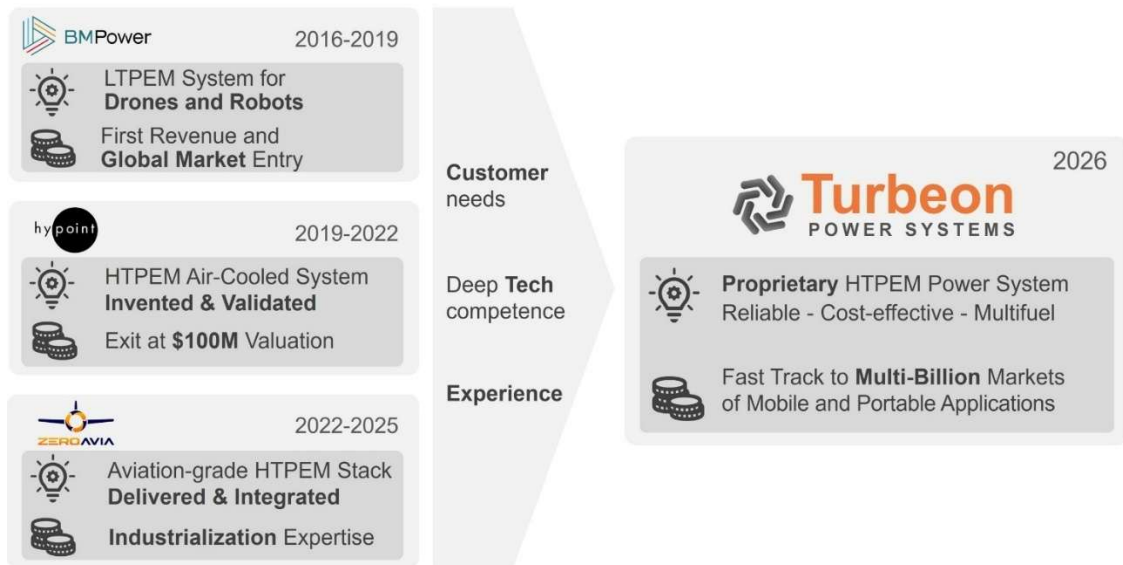 BMPower
2016-2019
LTPEM System for
Drones and Robots
First Revenue and
Global Market Entry
hypoint
2019-2022
HTPEM Air-Cooled System
Invented & Validated
Exit at $100M Valuation
ZEROAVIA
2022-2025
Aviation-grade HTPEM Stack
Delivered & Integrated
Industrialization Expertise
Customer
needs
Deep Tech
competence
Experience
2026
Turbeon
POWER SYSTEMS
Proprietary HTPEM Power System
Reliable - Cost-effective - Multifuel
Fast Track to Multi-Billion Markets
of Mobile and Portable Applications